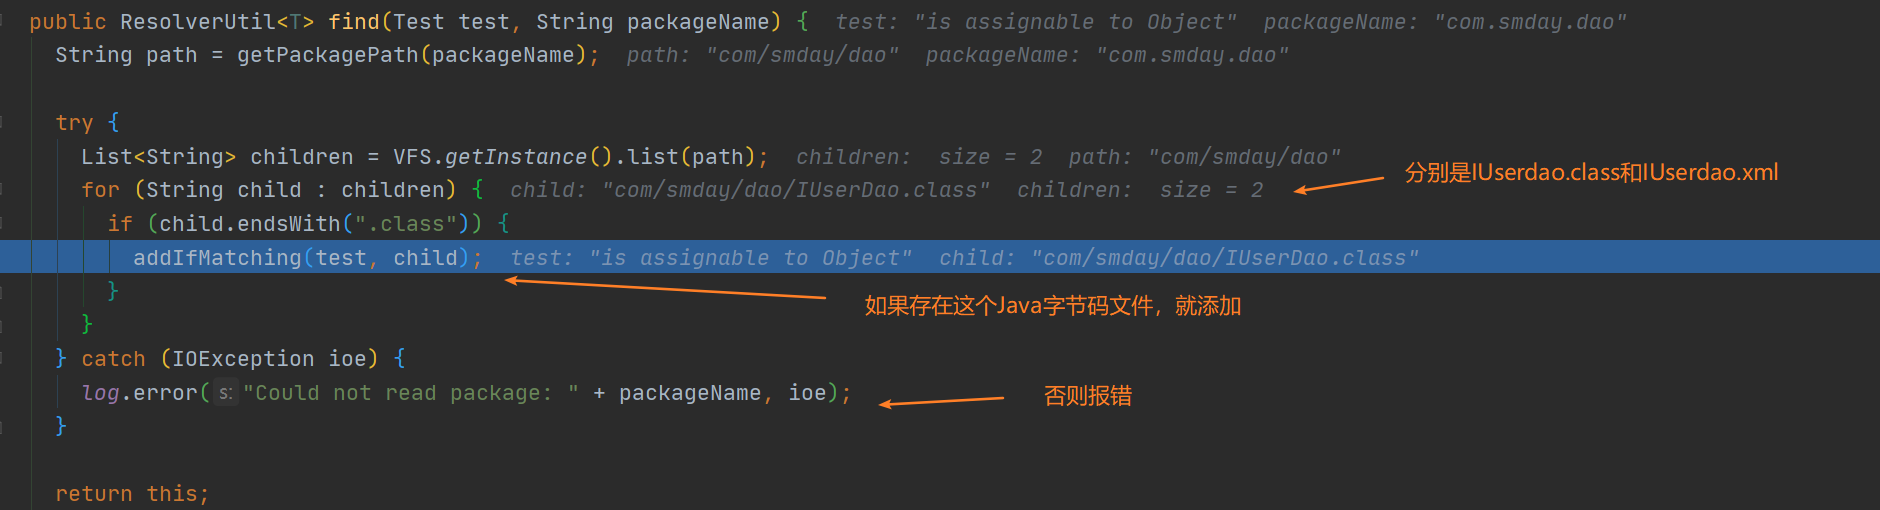 public ResolverUtil<T> find(Test test, String packageName) { test: "is assignable to Object" packageName: "com.smday.dao"
String path = getPackagePath(packageName); path: "com/smday/dao" packageName: "com.smday.dao"
try {
List<String> children = VFS.getInstance().list(path); children: size = 2 path: "com/smday/dao"
for (String child : children) { child: "com/smday/dao/IUserDao.class" children: size = 2
分别是IUserdao.class和IUserdao.xml
if (child.endsWith(".class")) {
addIfMatching(test, child); test: "is assignable to Object" child: "com/smday/dao/IUserDao.class"
}
如果存在这个Java字节码文件，就添加
}
} catch (IOException ioe) {
log.error( s: "Could not read package: " + packageName, ioe);
否则报错
}
return this;